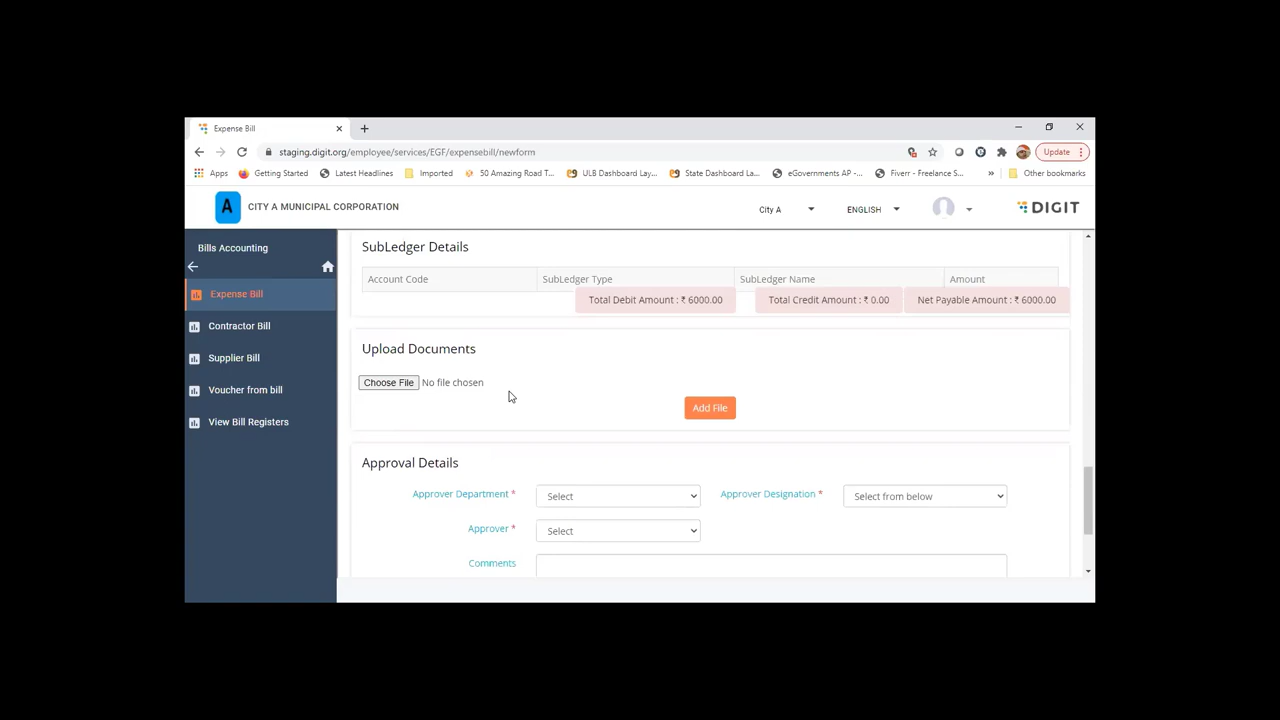 Expense Bill
staging.digit.org/employee/services/EGF/expensebill/newform
Update
Apps
Getting Started
Latest Headlines
Imported
50 Amazing Road T...
ULB Dashboard Lay...
State Dashboard La...
eGovernments AP -...
Fiverr - Freelance S...
»
Other bookmarks
A
CITY A MUNICIPAL CORPORATION
City A
ENGLISH
DIGIT
Bills Accounting
Expense Bill
Contractor Bill
Supplier Bill
Voucher from bill
View Bill Registers
SubLedger Details
Account Code
SubLedger Type
SubLedger Name
Amount
Total Debit Amount : ₹ 6000.00
Total Credit Amount : ₹ 0.00
Net Payable Amount : ₹ 6000.00
Upload Documents
Choose File No file chosen
Add File
Approval Details
Approver Department *
Select
Approver Designation *
Select from below
Approver *
Select
Comments